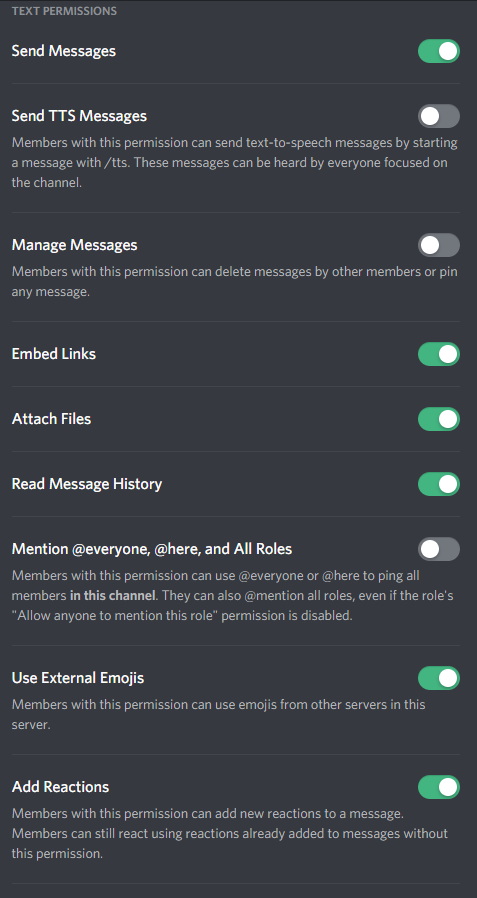 TEXT PERMISSIONS
Send Messages
Send TTS Messages
Members with this permission can send text-to-speech messages by starting
a message with /tts. These messages can be heard by everyone focused on
the channel.
Manage Messages
Members with this permission can delete messages by other members or pin
any message.
Embed Links
Attach Files
Read Message History
Mention @everyone, @here, and All Roles
Members with this permission can use @everyone or @here to ping all
members in this channel. They can also @mention all roles, even if the role's
"Allow anyone to mention this role" permission is disabled.
Use External Emojis
Members with this permission can use emojis from other servers in this
server.
Add Reactions
Members with this permission can add new reactions to a message.
Members can still react using reactions already added to messages without
this permission.